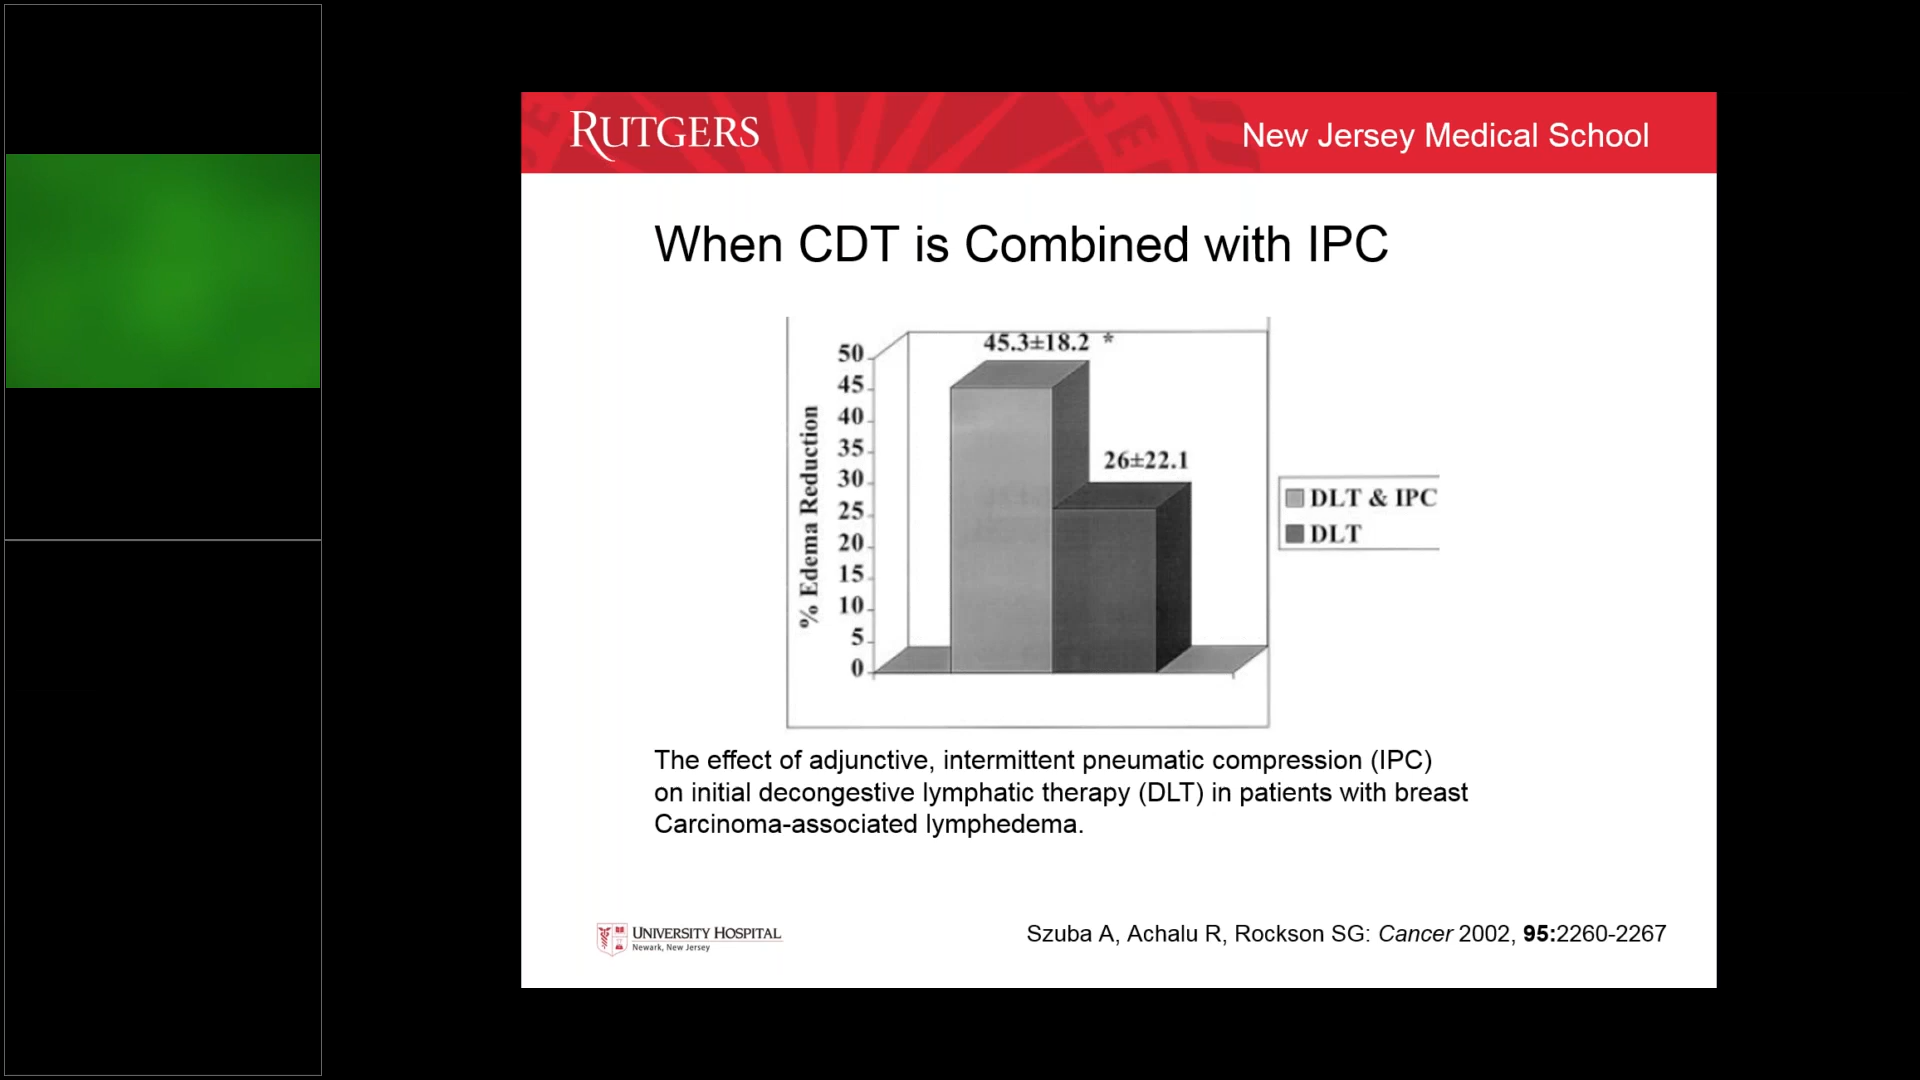 RUTGERS
New Jersey Medical School
When CDT is Combined with IPC
45.3±18.2 *
26±22.1
50
45
40
35
30
25
20
15
10
5
0
% Edema Reduction
DLT & IPC
DLT
The effect of adjunctive, intermittent pneumatic compression (IPC)
on initial decongestive lymphatic therapy (DLT) in patients with breast
Carcinoma-associated lymphedema.
UNIVERSITY HOSPITAL
Newark, New Jersey
Szuba A, Achalu R, Rockson SG: Cancer 2002, 95:2260-2267